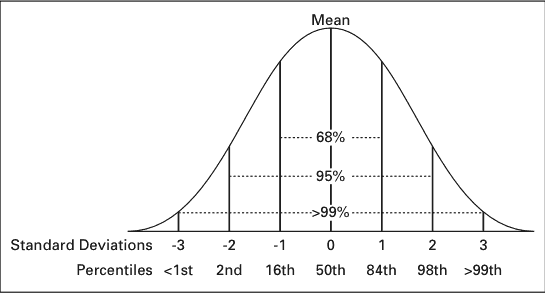 Mean
68%
95%
>99%
Standard Deviations -3 -2 -1 0 1 2 3
Percentiles <1st 2nd 16th 50th 84th 98th >99th